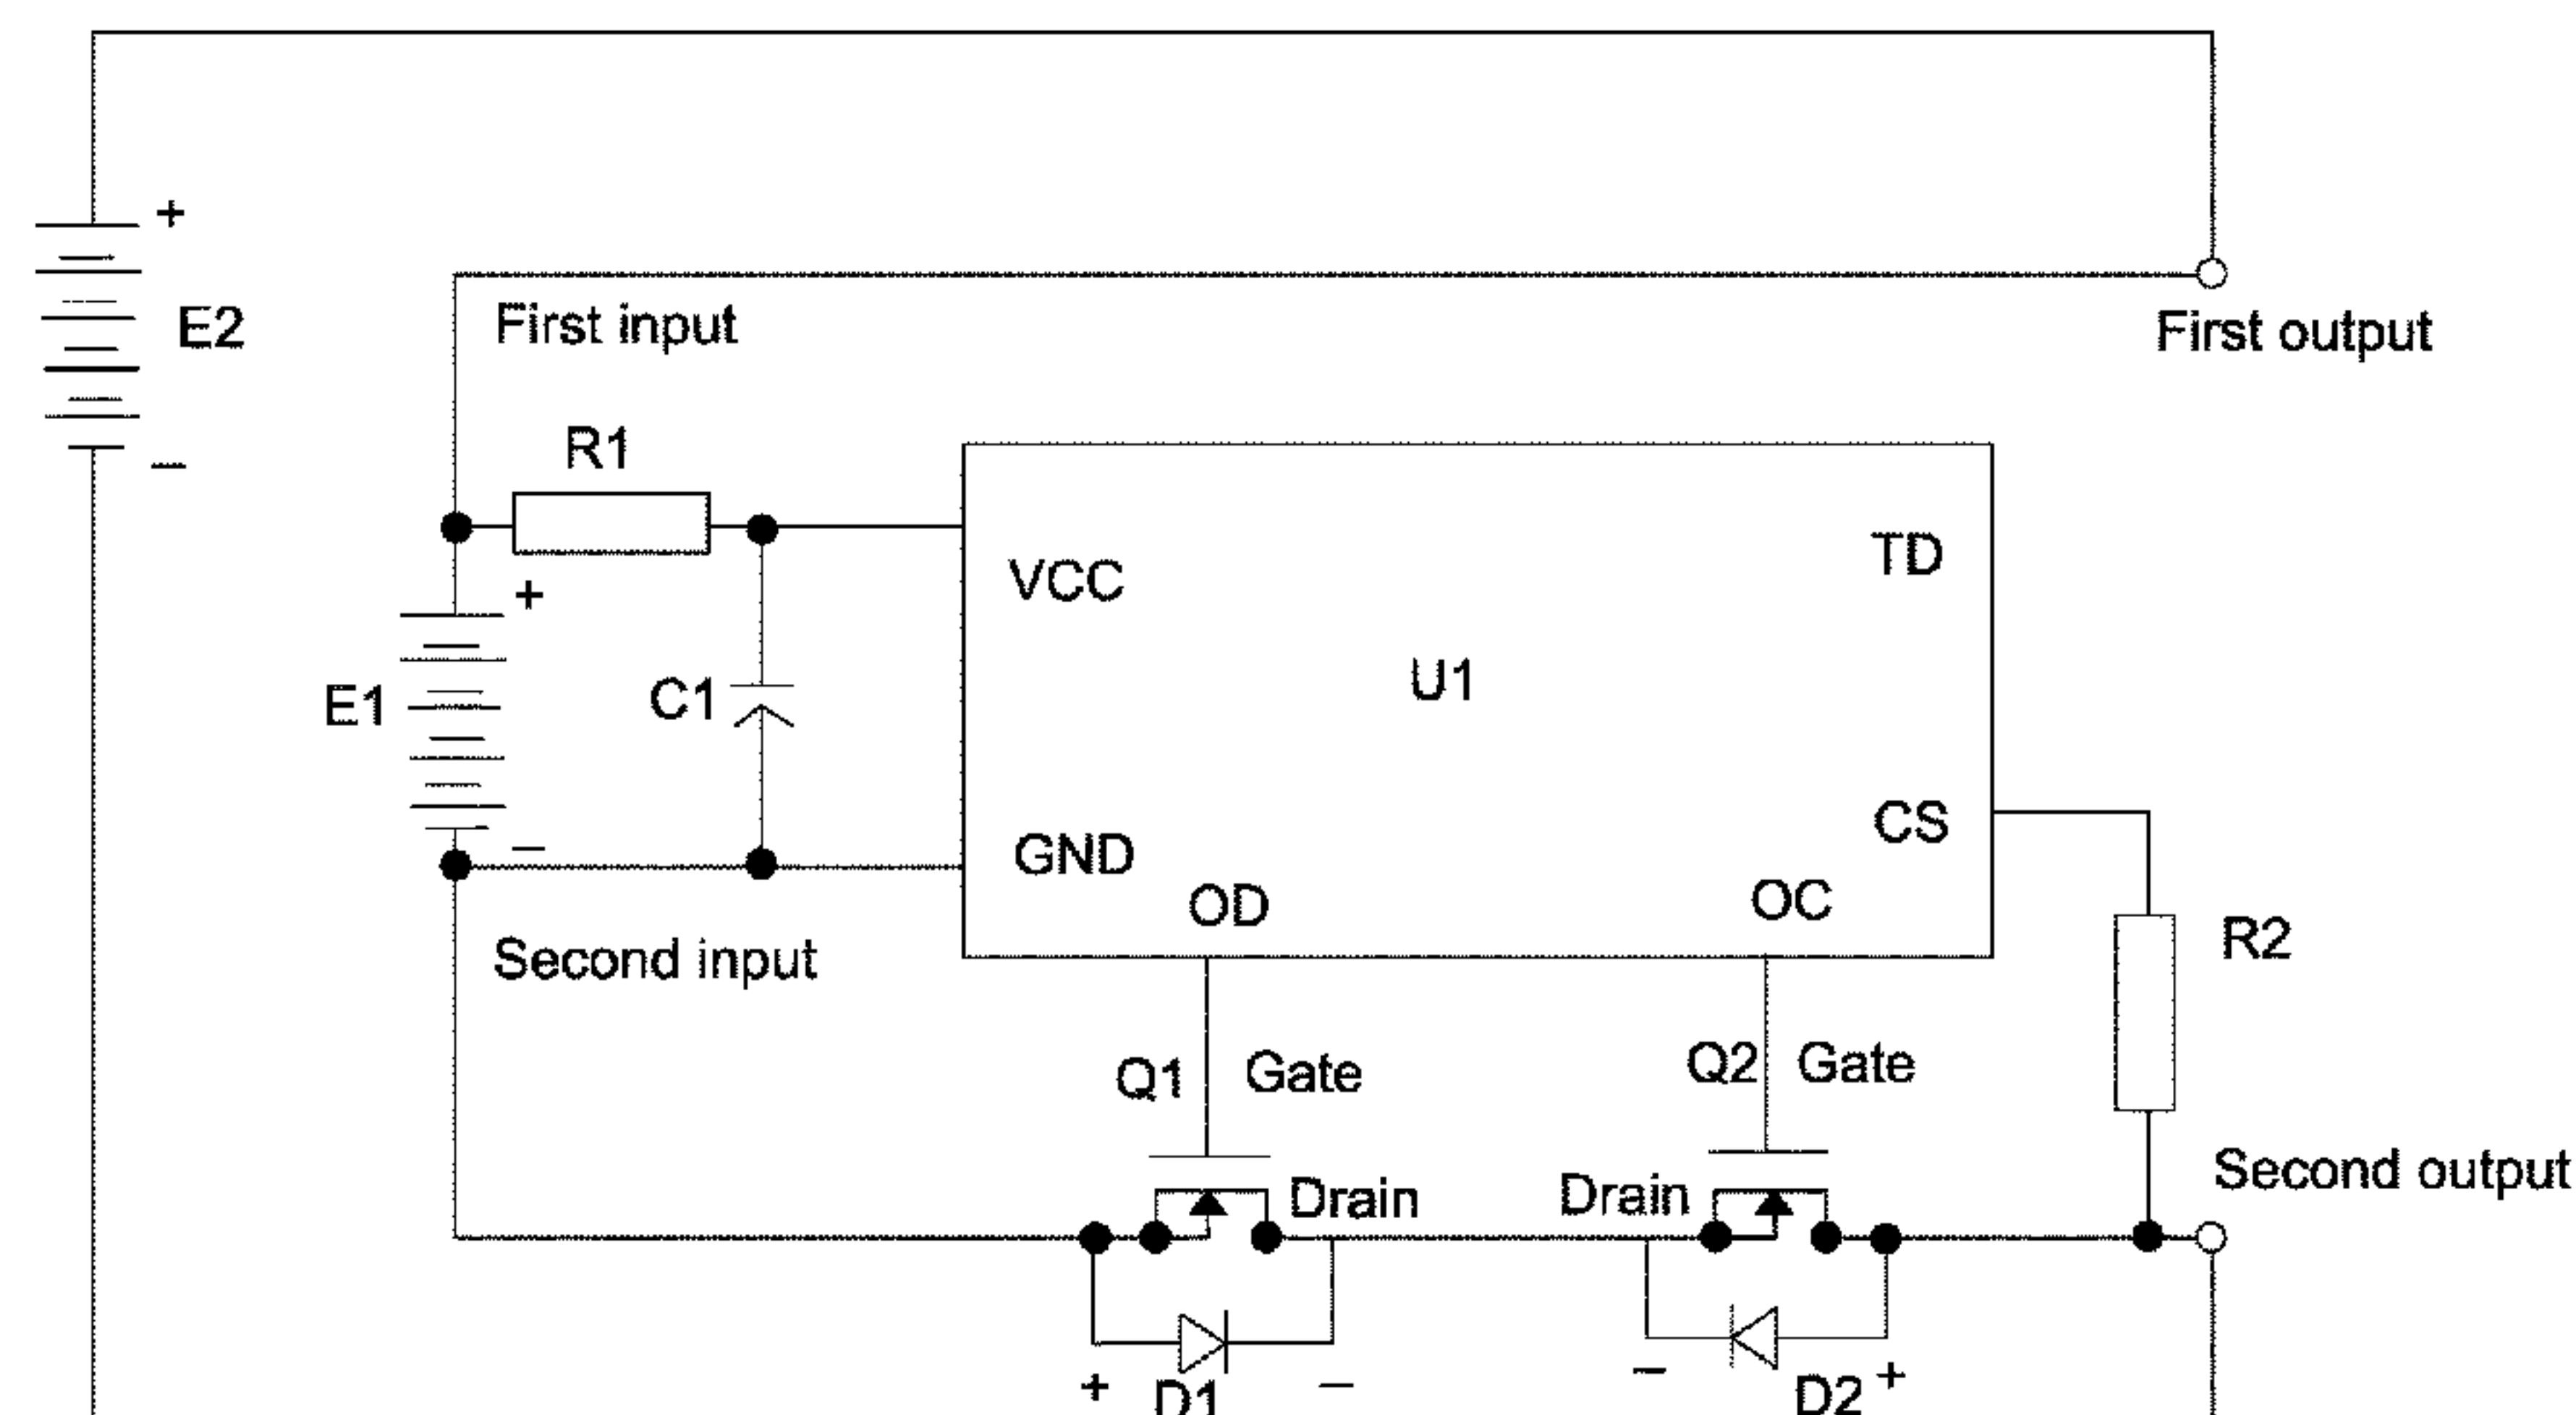 +
E2
−
First input
First output
R1
+
E1
−
C1
VCC
TD
U1
GND
CS
OD
OC
Second input
R2
Q1
Gate
Q2
Gate
Drain
Drain
Second output
+
D1
−
−
D2
+